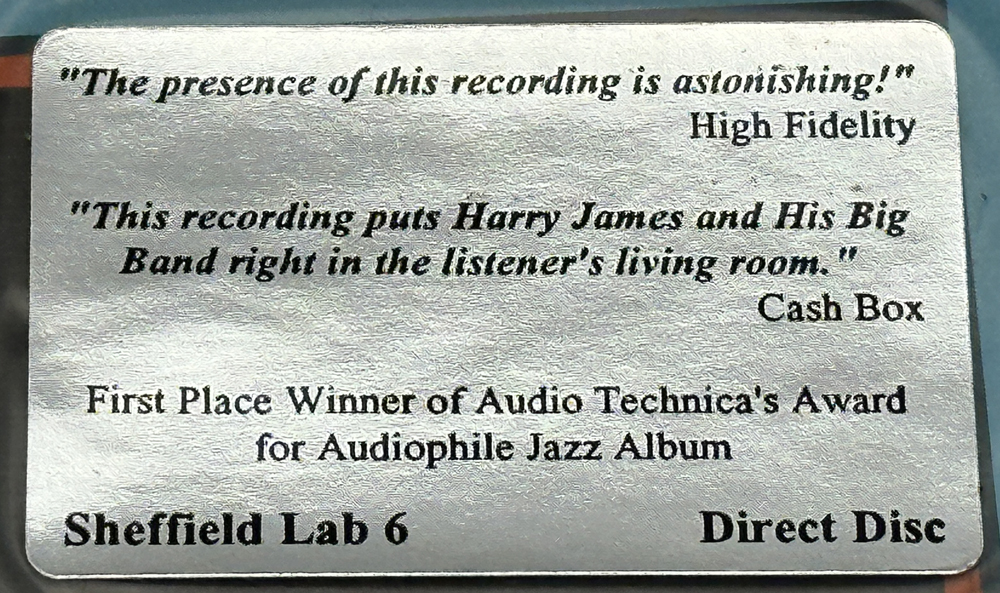 "The presence of this recording is astonishing!"
High Fidelity
"This recording puts Harry James and His Big
Band right in the listener's living room."
Cash Box
First Place Winner of Audio Technica's Award
for Audiophile Jazz Album
Sheffield Lab 6 Direct Disc